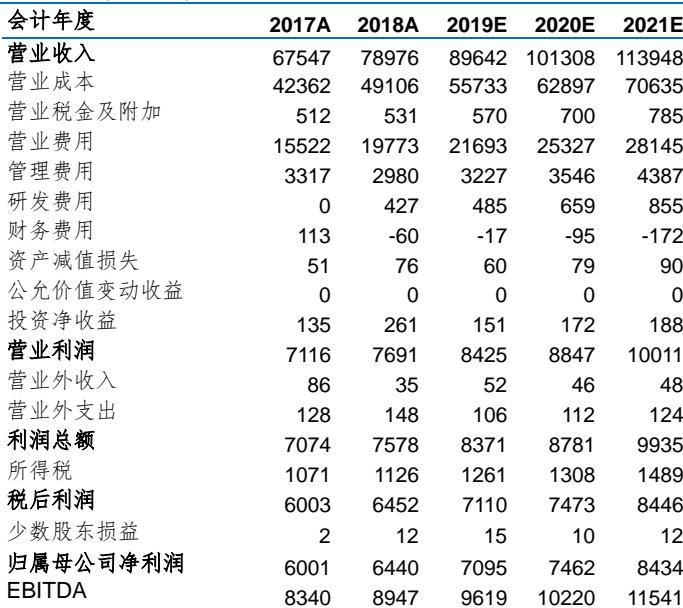 会计年度 2017A 2018A 2019E 2020E 2021E
营业收入 67547 78976 89642 101308 113948
营业成本 42362 49106 55733 62897 70635
营业税金及附加 512 531 570 700 785
营业费用 15522 19773 21693 25327 28145
管理费用 3317 2980 3227 3546 4387
研发费用 0 427 485 659 855
财务费用 113 -60 -17 -95 -172
资产减值损失 51 76 60 79 90
公允价值变动收益 0 0 0 0 0
投资净收益 135 261 151 172 188
营业利润 7116 7691 8425 8847 10011
营业外收入 86 35 52 46 48
营业外支出 128 148 106 112 124
利润总额 7074 7578 8371 8781 9935
所得税 1071 1126 1261 1308 1489
税后利润 6003 6452 7110 7473 8446
少数股东损益 2 12 15 10 12
归属母公司净利润 6001 6440 7095 7462 8434
EBITDA 8340 8947 9619 10220 11541